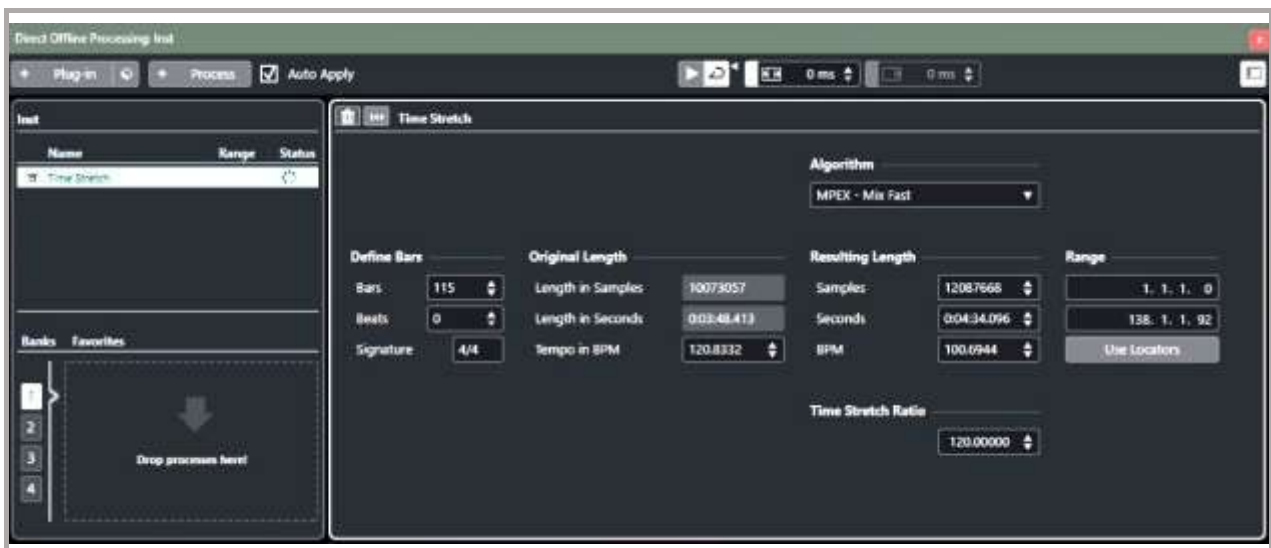 Direct Offline Processing: Inst
+ Plug-in + Process Auto Apply 0 ms 0 ms
Inst
Name Range Status
Time Stretch
Banks Favorites
1
2
3
4
Drop processes here!
Time Stretch
Algorithm
MPEX - Mix Fast
Define Bars Original Length Resulting Length Range
Bars 115 Length in Samples 10073057 Samples 12087668 1. 1. 1. 0
Beats 0 Length in Seconds 0:03:48.413 Seconds 0:04:34.096 138. 1. 1. 92
Signature 4/4 Tempo in BPM 120.8332 BPM 100.6944 Use Locators
Time Stretch Ratio
120.00000